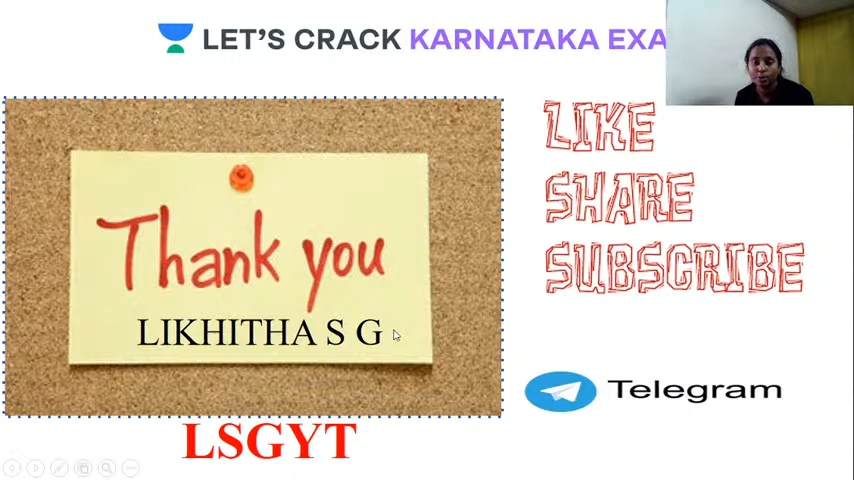 LET'S CRACK KARNATAKA EXA
Thank you
LIKHITHA S G
LSGYT
LIKE
SHARE
SUBSCRIBE
Telegram